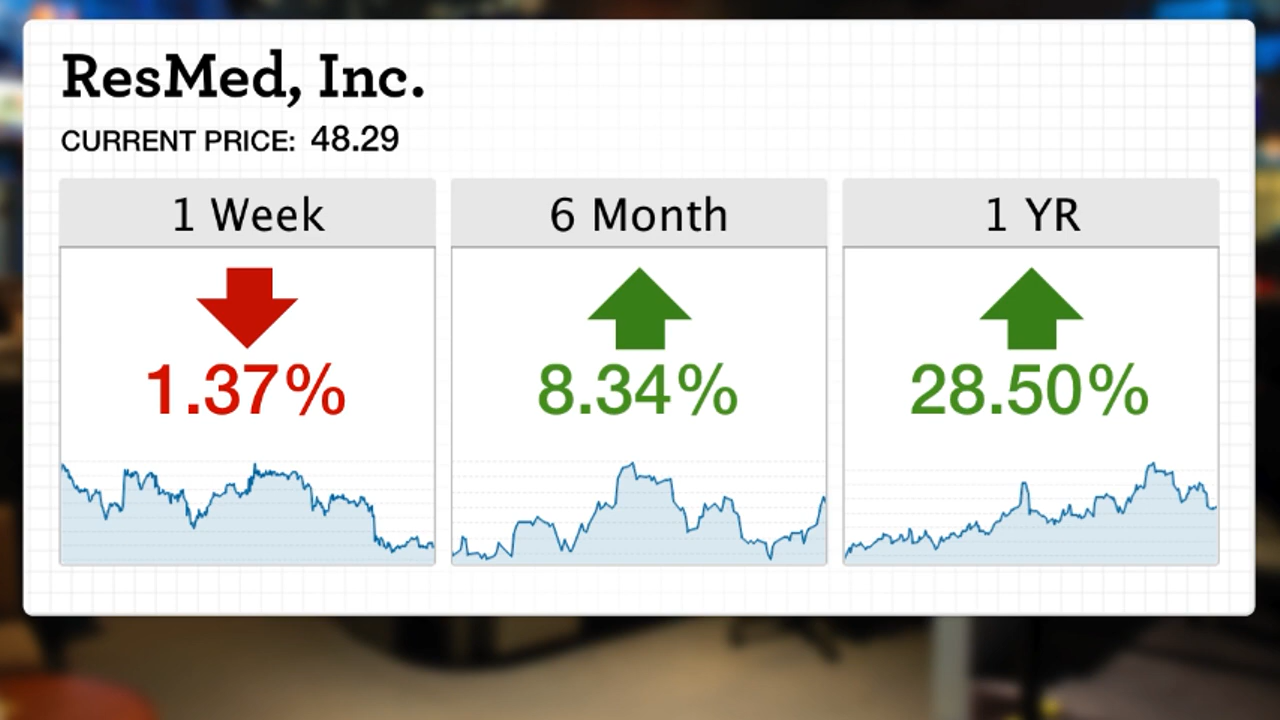 ResMed, Inc.
CURRENT PRICE: 48.29
1 Week
6 Month
1 YR
1.37%
8.34%
28.50%